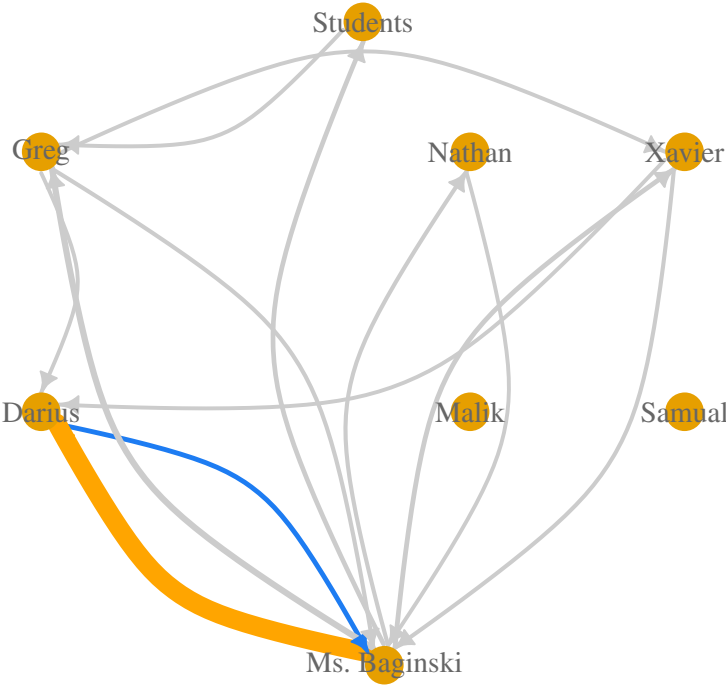 Students
Greg
Nathan
Xavier
Darius
Malik
Samual
Ms. Baginski